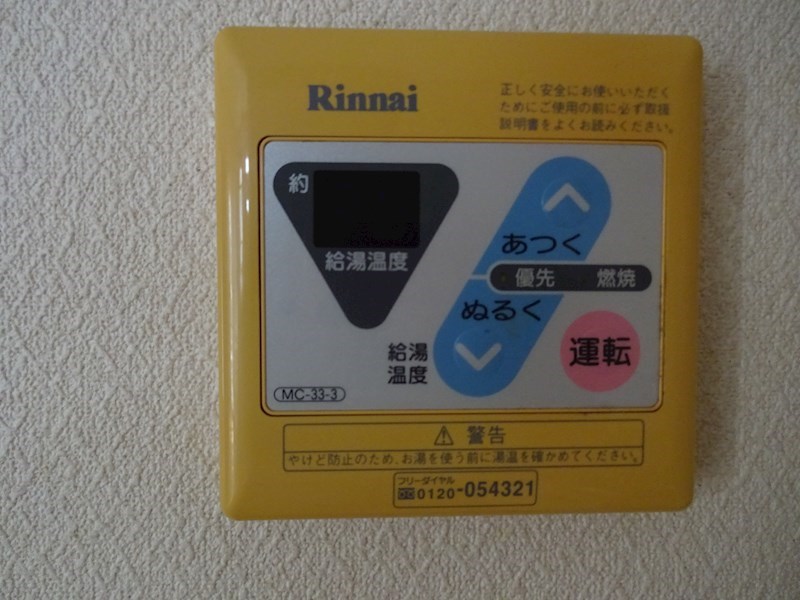 Rinnai
正しく安全にお使いいただく
ためにご使用の前に必ず取扱
説明書をよくお読みください。
約
給湯温度
あつく
優先 燃焼
ぬるく
給湯
温度
運転
MC-33-3
警告
やけど防止のため、お湯を使う前に湯温を確かめてください。
フリーダイヤル
0120-054321